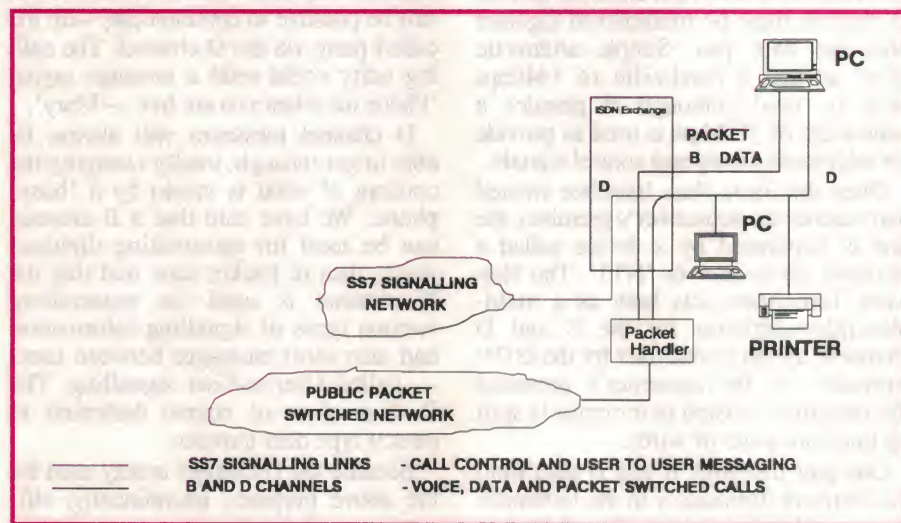 ISDN Exchange
PC
PACKET
B DATA
D
D
PC
SS7 SIGNALLING
NETWORK
Packet
Handler
PRINTER
PUBLIC PACKET
SWITCHED NETWORK
SS7 SIGNALLING LINKS - CALL CONTROL AND USER TO USER MESSAGING
B AND D CHANNELS - VOICE, DATA AND PACKET SWITCHED CALLS